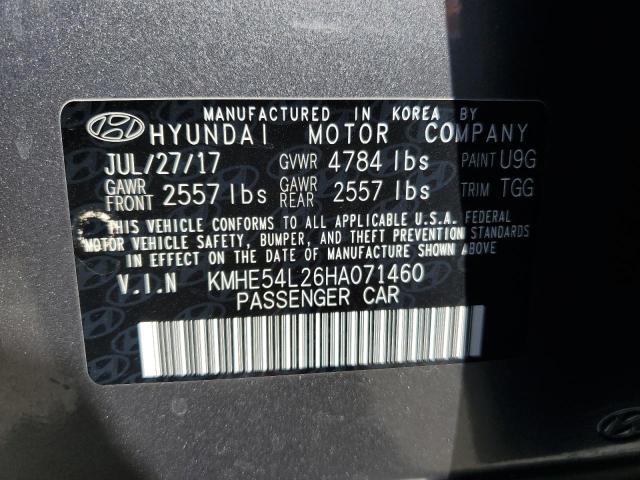 MANUFACTURED IN KOREA BY
HYUNDAI MOTOR COMPANY
JUL/27/17 GVWR 4784 lbs PAINT U9G
GAWR FRONT 2557 lbs GAWR REAR 2557 lbs TRIM TGG
THIS VEHICLE CONFORMS TO ALL APPLICABLE U.S.A. FEDERAL
MOTOR VEHICLE SAFETY, BUMPER, AND THEFT PREVENTION STANDARDS
IN EFFECT ON THE DATE OF MANUFACTURE SHOWN ABOVE.
V.I.N KMHE54L26HA071460
PASSENGER CAR